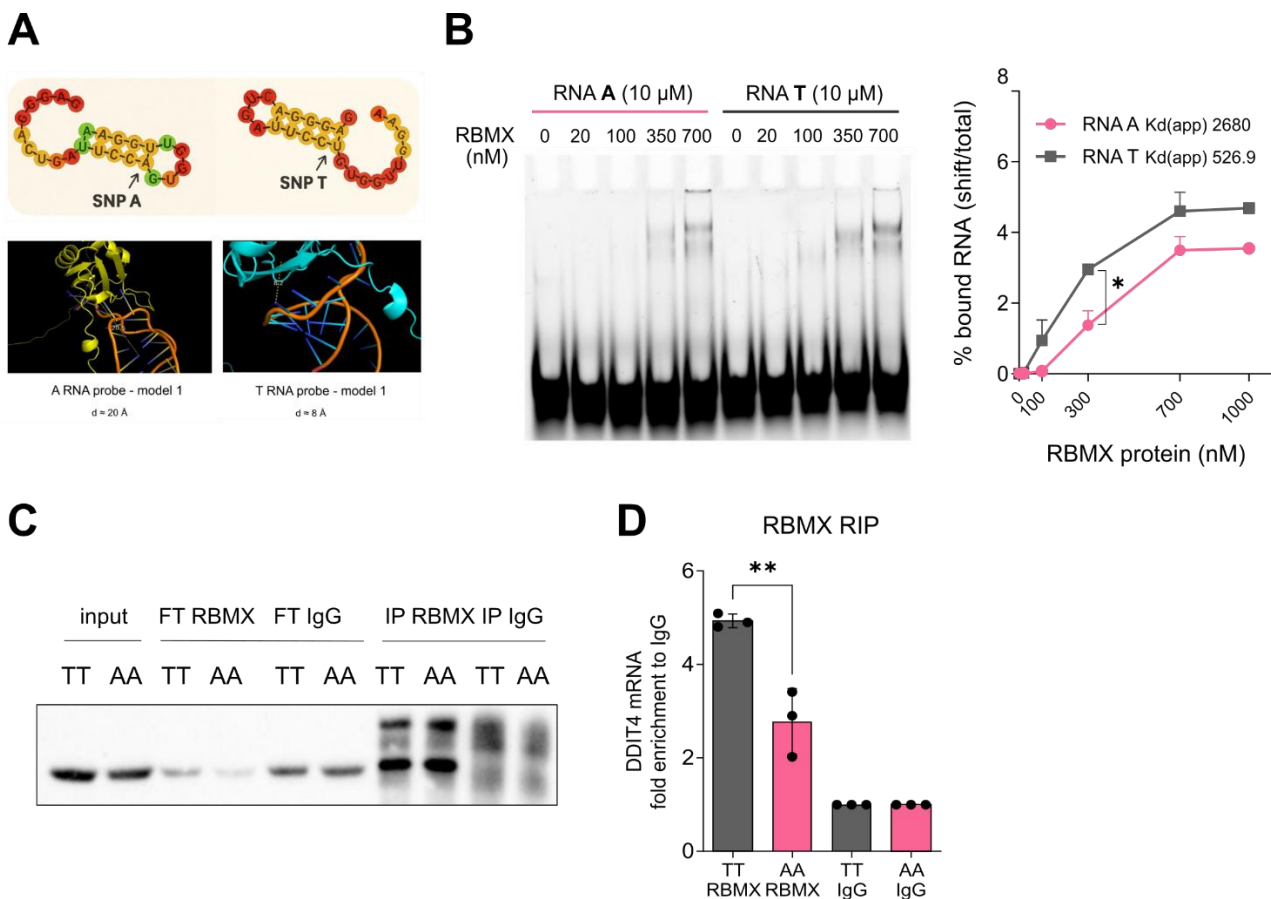 A
SNP A
SNP T
A RNA probe - model 1
d ≈ 20 Å
T RNA probe - model 1
d ≈ 8 Å
B
RNA A (10 µM) RNA T (10 µM)
RBMX (nM)
0 20 100 350 700 0 20 100 350 700
RNA A Kd(app) 2680
RNA T Kd(app) 526.9
% bound RNA (shift/total)
8
6
4
2
0
*
0 100 300 700 1000
RBMX protein (nM)
C
input FT RBMX FT IgG IP RBMX IP IgG
TT AA TT AA TT AA TT AA TT AA
D
RBMX RIP
**
DDIT4 mRNA
fold enrichment to IgG
6
4
2
0
TT RBMX
AA RBMX
TT IgG
AA IgG